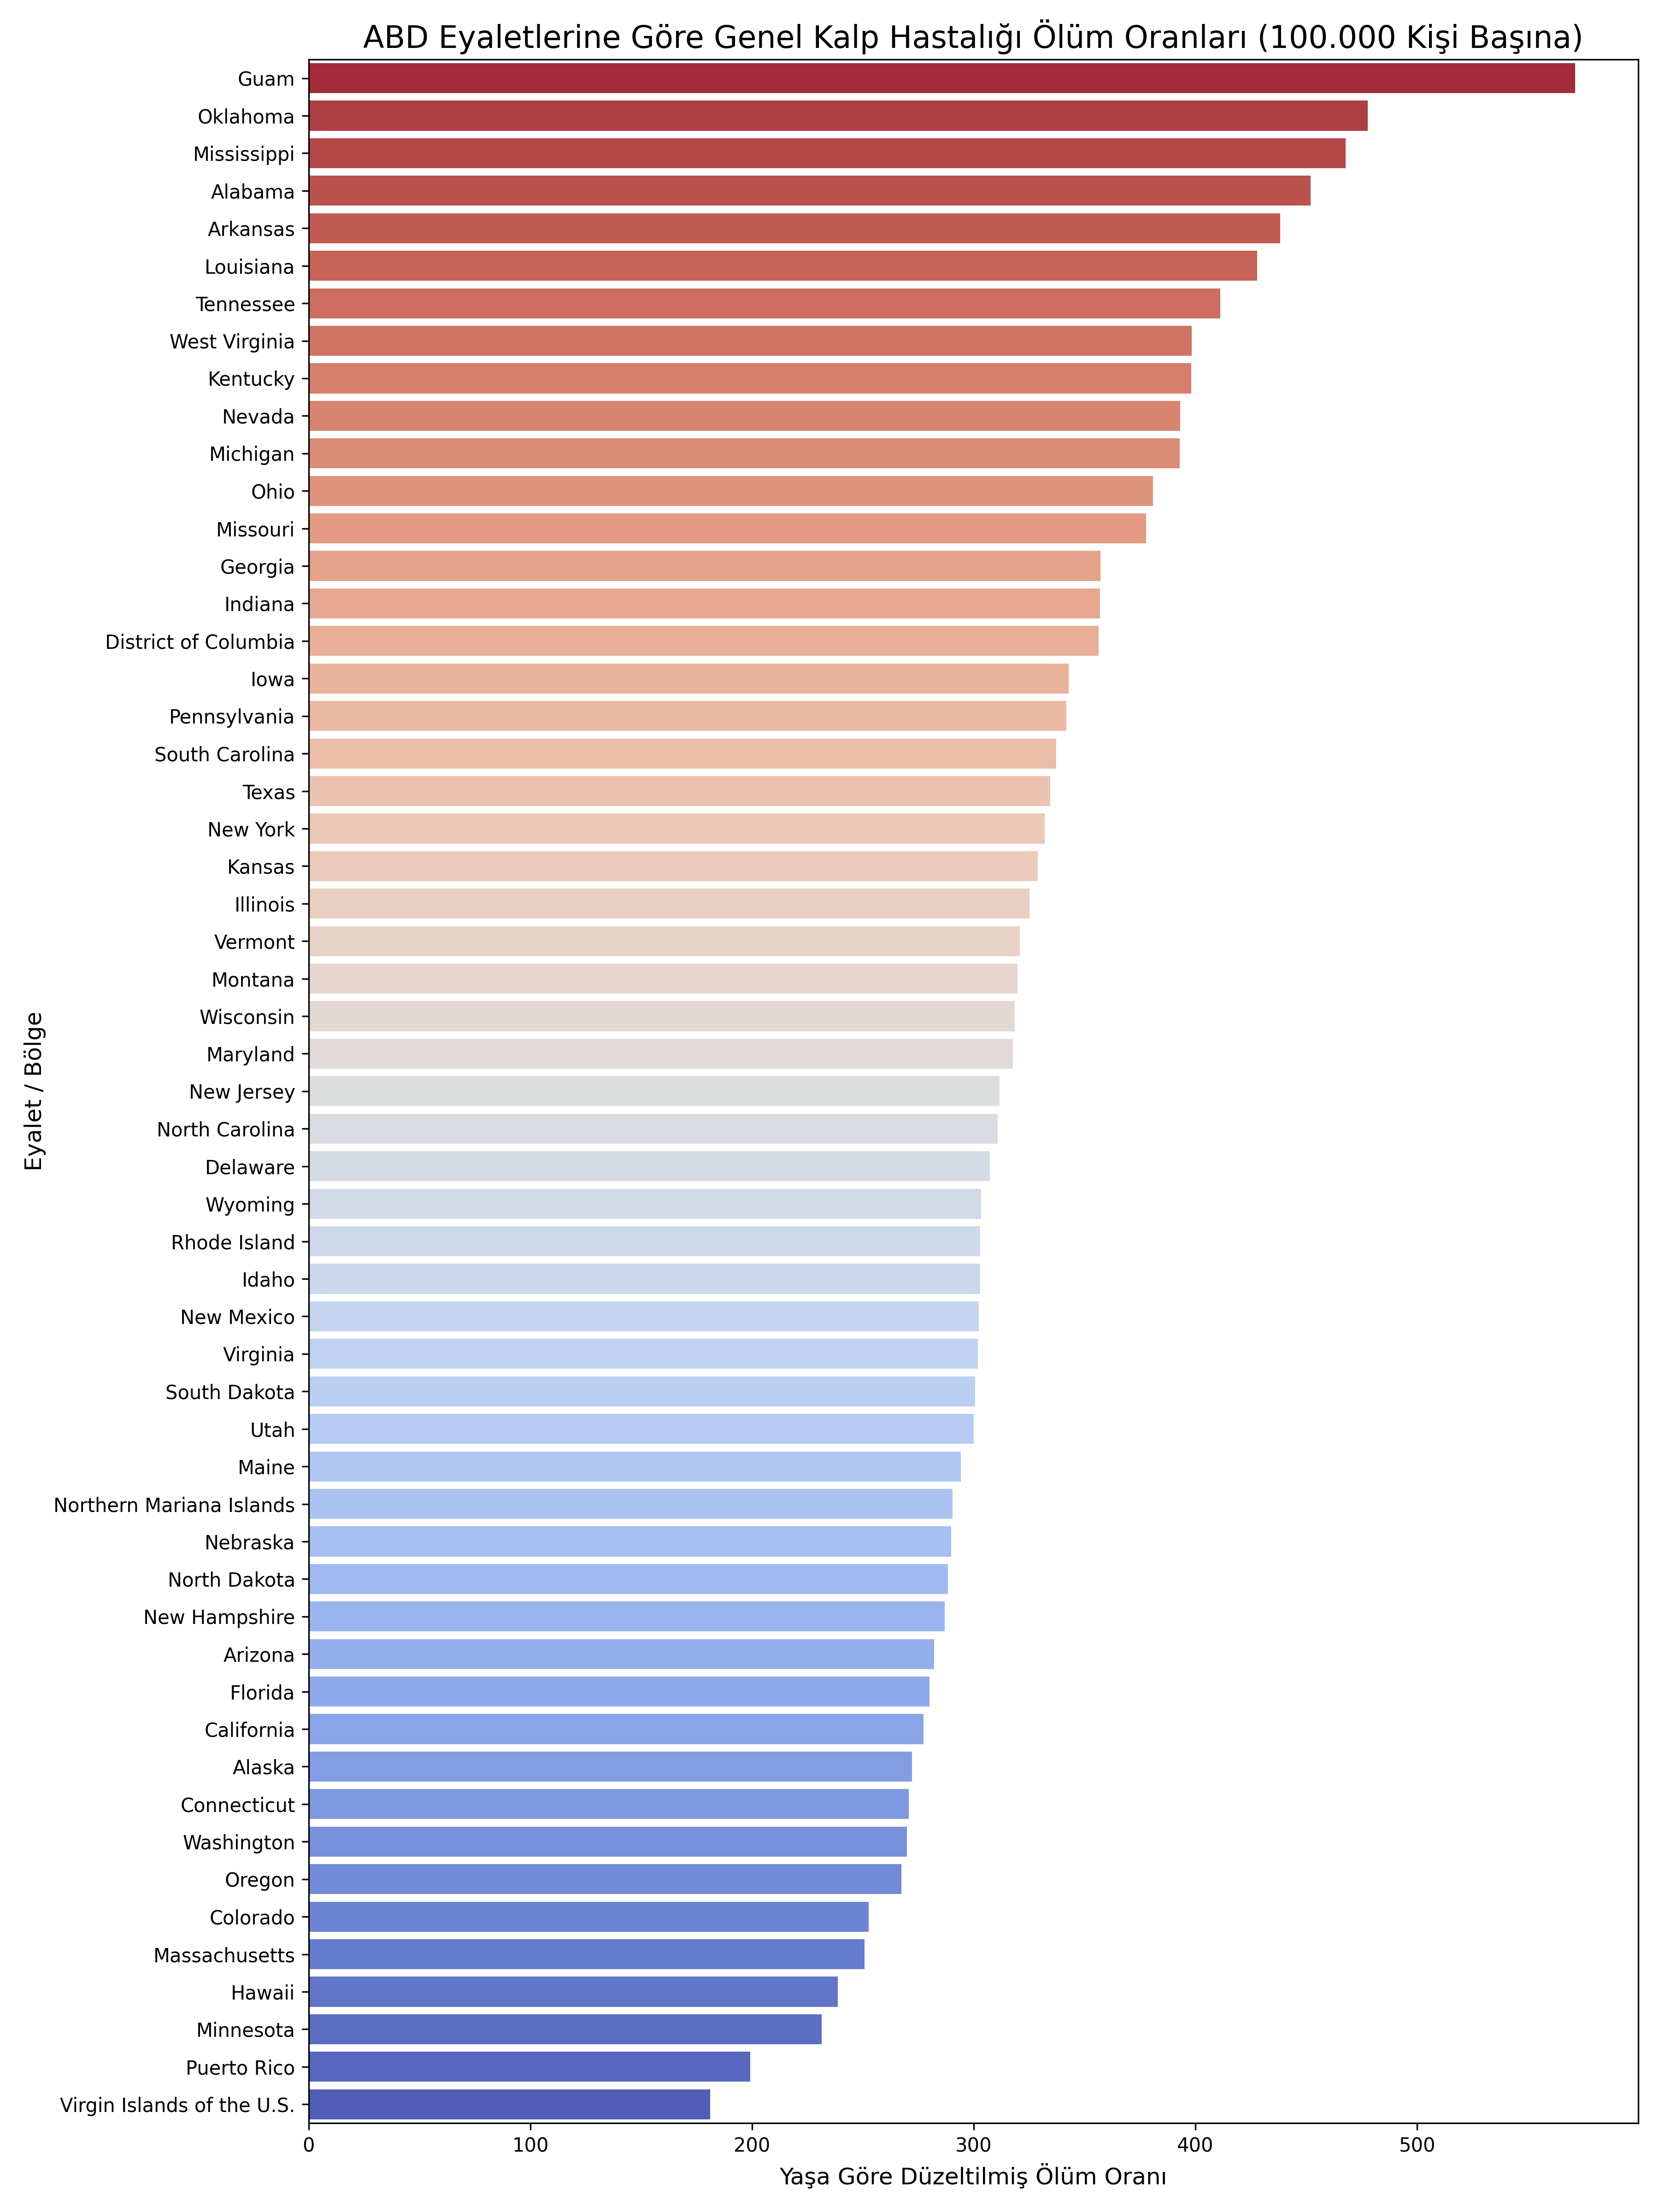 ABD Eyaletlerine Göre Genel Kalp Hastalığı Ölüm Oranları (100.000 Kişi Başına)
Guam
Oklahoma
Mississippi
Alabama
Arkansas
Louisiana
Tennessee
West Virginia
Kentucky
Nevada
Michigan
Ohio
Missouri
Georgia
Indiana
District of Columbia
Iowa
Pennsylvania
South Carolina
Texas
New York
Kansas
Illinois
Vermont
Montana
Wisconsin
Maryland
New Jersey
North Carolina
Delaware
Wyoming
Rhode Island
Idaho
New Mexico
Virginia
South Dakota
Utah
Maine
Northern Mariana Islands
Nebraska
North Dakota
New Hampshire
Arizona
Florida
California
Alaska
Connecticut
Washington
Oregon
Colorado
Massachusetts
Hawaii
Minnesota
Puerto Rico
Virgin Islands of the U.S.
Eyalet / Bölge
0 100 200 300 400 500
Yaşa Göre Düzeltilmiş Ölüm Oranı